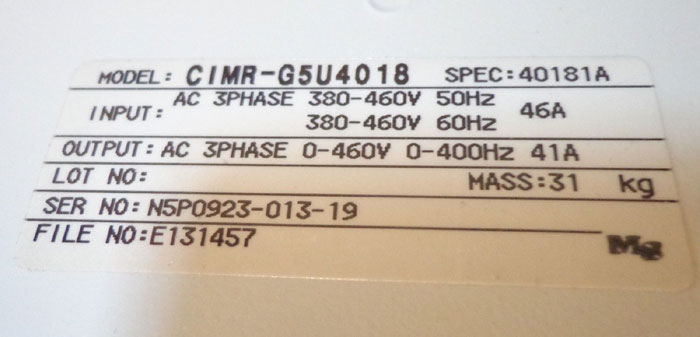 MODEL: CIMR-G5U4018 SPEC:40181A
INPUT: AC 3PHASE 380-460V 50Hz 46A
380-460V 60Hz
OUTPUT: AC 3PHASE 0-460V 0-400Hz 41A
LOT NO: MASS:31 kg
SER NO: N5P0923-013-19
FILE NO:E131457